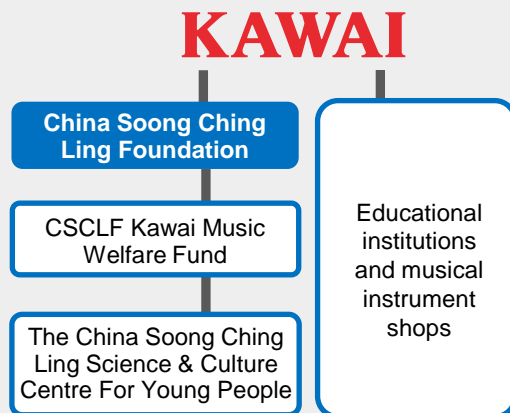 KAWAI
China Soong Ching
Ling Foundation
CSCLF Kawai Music
Welfare Fund
The China Soong Ching
Ling Science & Culture
Centre For Young People
Educational
institutions
and musical
instrument
shops